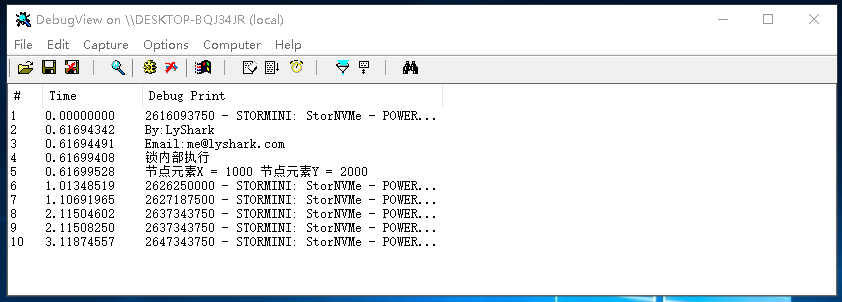 DebugView on \\DESKTOP-BQJ34JR (local)
File Edit Capture Options Computer Help
# Time Debug Print
1 0.00000000 2616093750 - STORMINI: StorNVMe - POWER...
2 0.61694342 By:LyShark
3 0.61694491 Email:me@lyshark.com
4 0.61699408 锁内部执行
5 0.61699528 节点元素X = 1000 节点元素Y = 2000
6 1.01348519 2626250000 - STORMINI: StorNVMe - POWER...
7 1.10691965 2627187500 - STORMINI: StorNVMe - POWER...
8 2.11504602 2637343750 - STORMINI: StorNVMe - POWER...
9 2.11508250 2637343750 - STORMINI: StorNVMe - POWER...
10 3.11874557 2647343750 - STORMINI: StorNVMe - POWER...